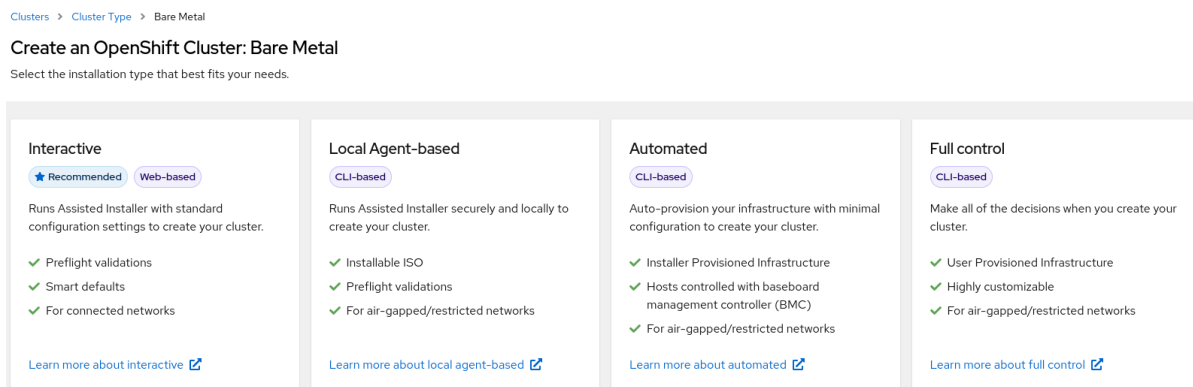 Clusters > Cluster Type > Bare Metal
Create an OpenShift Cluster: Bare Metal
Select the installation type that best fits your needs.
Interactive
Recommended
Web-based
Runs Assisted Installer with standard
configuration settings to create your cluster.
Preflight validations
Smart defaults
For connected networks
Learn more about interactive
Local Agent-based
CLI-based
Runs Assisted Installer securely and locally to
create your cluster.
Installable ISO
Preflight validations
For air-gapped/restricted networks
Learn more about local agent-based
Automated
CLI-based
Auto-provision your infrastructure with minimal
configuration to create your cluster.
Installer Provisioned Infrastructure
Hosts controlled with baseboard
management controller (BMC)
For air-gapped/restricted networks
Learn more about automated
Full control
CLI-based
Make all of the decisions when you create your
cluster.
User Provisioned Infrastructure
Highly customizable
For air-gapped/restricted networks
Learn more about full control